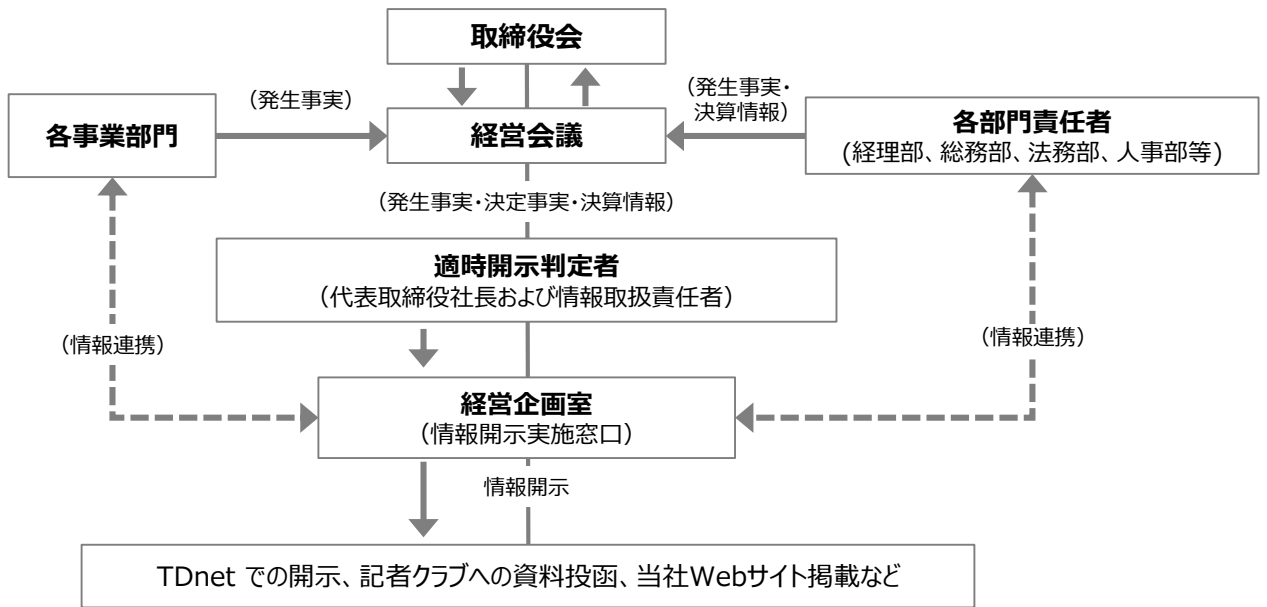 取締役会
(発生事実)
(発生事実・
決算情報)
各事業部門
経営会議
各部門責任者
(経理部、総務部、法務部、人事部等)
(発生事実・決定事実・決算情報)
適時開示判定者
(代表取締役社長および情報取扱責任者)
(情報連携)
(情報連携)
経営企画室
(情報開示実施窓口)
情報開示
TDnet での開示、記者クラブへの資料投函、当社Webサイト掲載など